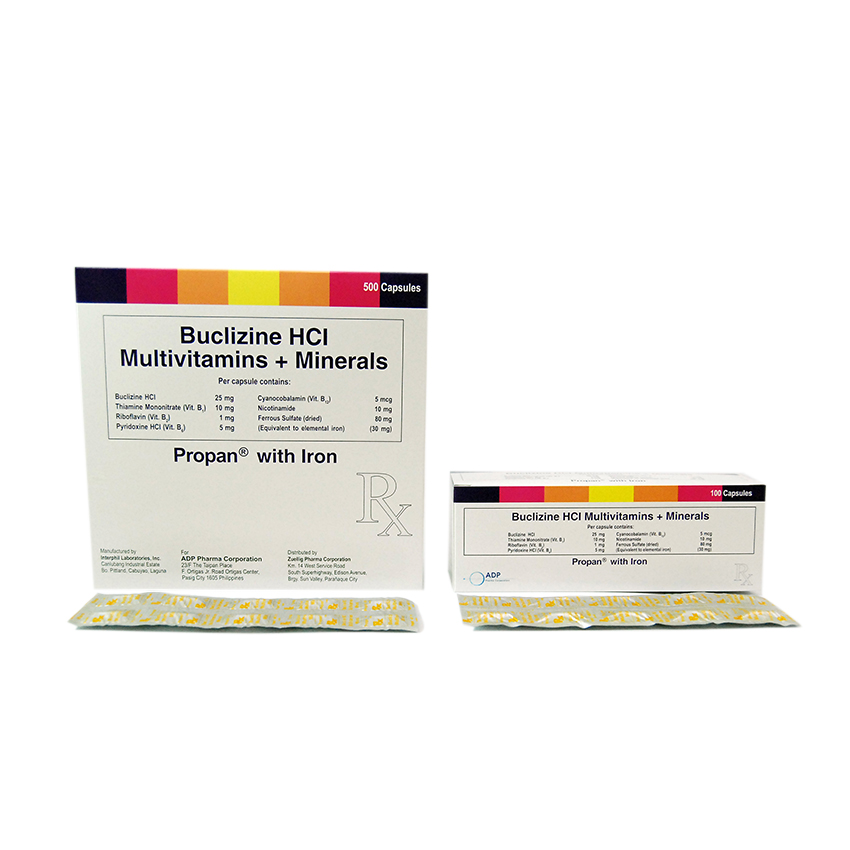 500 Capsules
Buclizine HCl
Multivitamins + Minerals
Per capsule contains:
Buclizine HCl 25 mg Cyanocobalamin (Vit. B12) 5 mcg
Thiamine Mononitrate (Vit. B1) 10 mg Nicotinamide 10 mg
Riboflavin (Vit. B2) 1 mg Ferrous Sulfate (dried) 80 mg
Pyridoxine HCl (Vit. B6) 5 mg (Equivalent to elemental iron) (30 mg)
Propan® with Iron
Rx
Manufactured by
Interphil Laboratories, Inc.
Canlubang Industrial Estate
Bo. Pittland, Cabuyao, Laguna
For
ADP Pharma Corporation
23/F The Taipan Place
F. Ortigas Jr. Road Ortigas Center,
Pasig City 1605 Philippines
Distributed by
Zuellig Pharma Corporation
Km. 14 West Service Road
South Superhighway, Edison Avenue,
Brgy. Sun Valley, Parañaque City
Propan® with Iron
100 Capsules
Buclizine HCl Multivitamins + Minerals
Per capsule contains:
Buclizine HCl 25 mg Cyanocobalamin (Vit. B12) 5 mcg
Thiamine Mononitrate (Vit. B1) 10 mg Nicotinamide 10 mg
Riboflavin (Vit. B2) 1 mg Ferrous Sulfate (dried) 80 mg
Pyridoxine HCl (Vit. B6) 5 mg (Equivalent to elemental iron) (30 mg)
Propan® with Iron
ADP
Rx